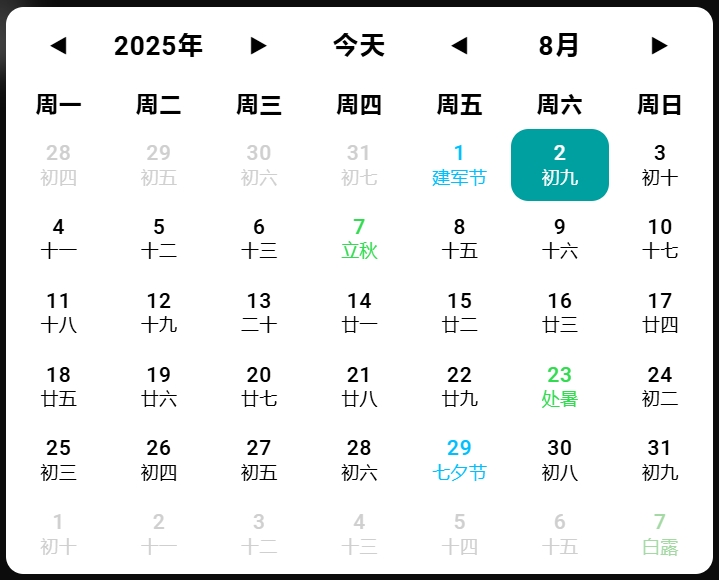 ◀ 2025年 ▶ 今天 ◀ 8月 ▶
周一 周二 周三 周四 周五 周六 周日
28 29 30 31 1 2 3
初四 初五 初六 初七 建军节 初九 初十
4 5 6 7 8 9 10
十一 十二 十三 立秋 十五 十六 十七
11 12 13 14 15 16 17
十八 十九 二十 廿一 廿二 廿三 廿四
18 19 20 21 22 23 24
廿五 廿六 廿七 廿八 廿九 处暑 初二
25 26 27 28 29 30 31
初三 初四 初五 初六 七夕节 初八 初九
1 2 3 4 5 6 7
初十 十一 十二 十三 十四 十五 白露